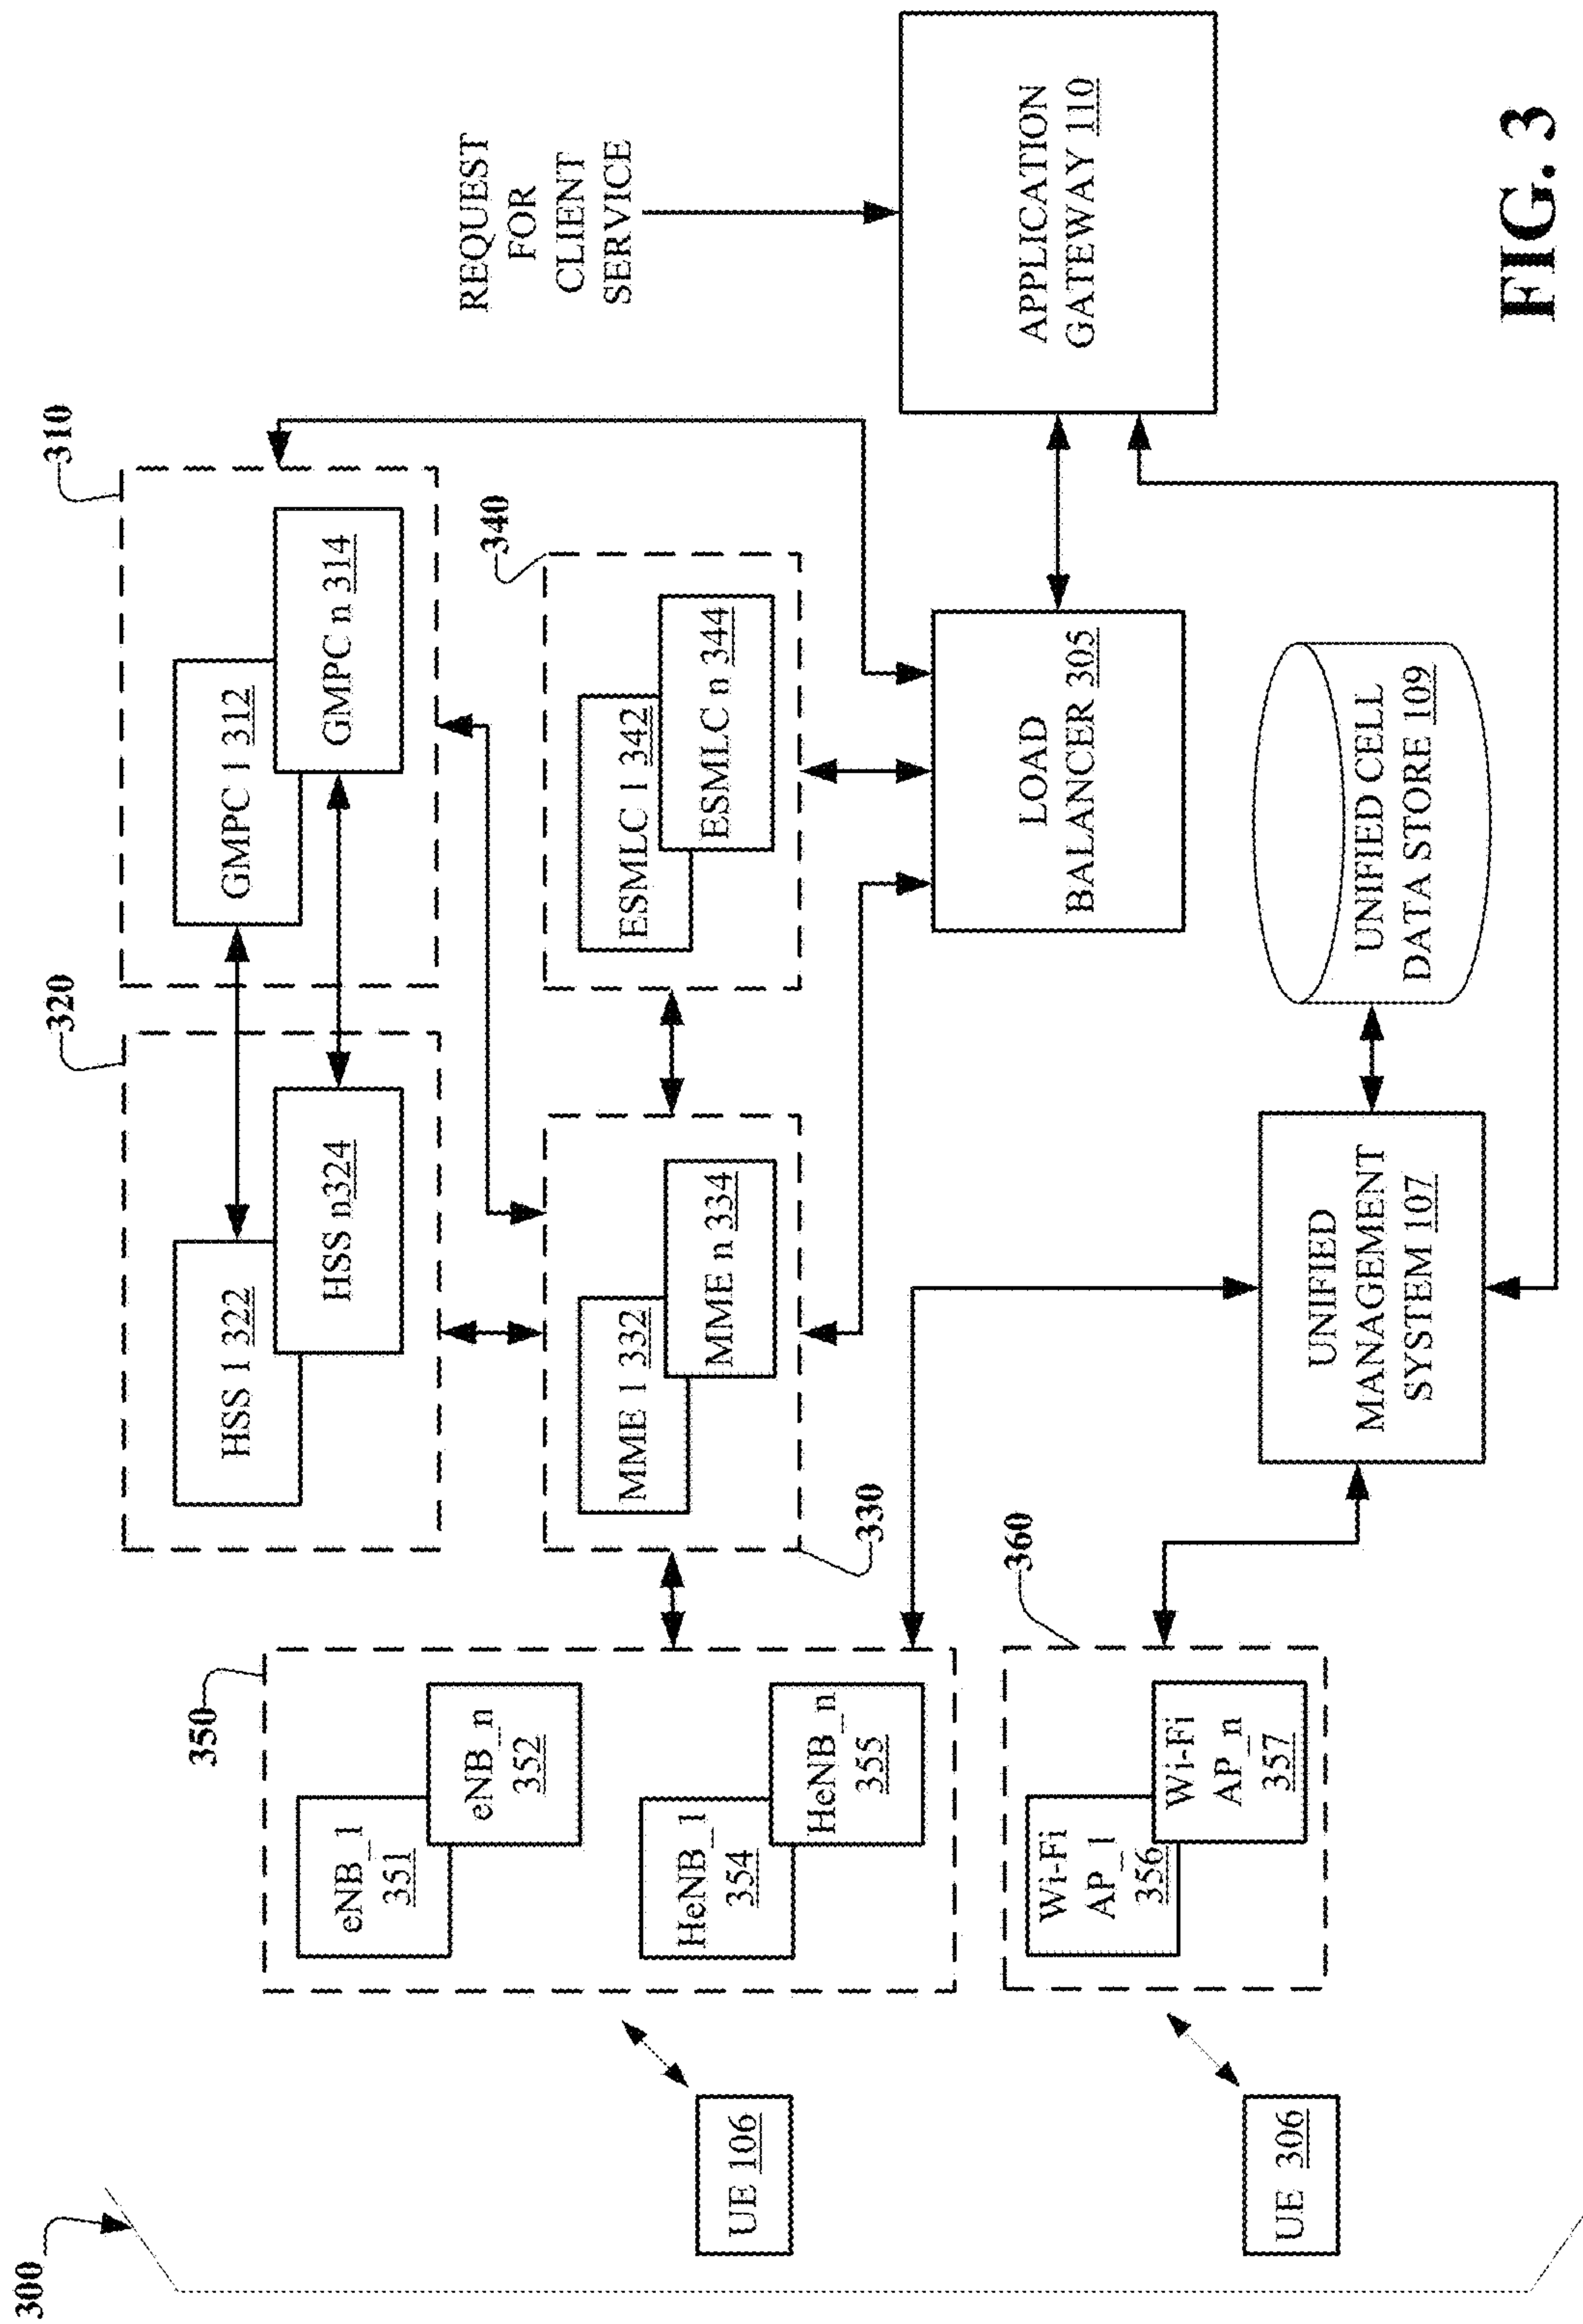 300
320
310
HSS 1 322
GMPC 1 312
HSS n324
GMPC n 314
REQUEST
FOR
CLIENT
SERVICE
350
eNB_1
351
eNB_n
352
HeNB_1
354
HeNB_n
355
340
MME 1 332
MME n 334
ESMLC 1 342
ESMLC n 344
330
UE 106
LOAD
BALANCER 305
APPLICATION
GATEWAY 110
360
Wi-Fi
AP_1
356
Wi-Fi
AP_n
357
UE 306
UNIFIED
MANAGEMENT
SYSTEM 107
UNIFIED CELL
DATA STORE 109
FIG. 3